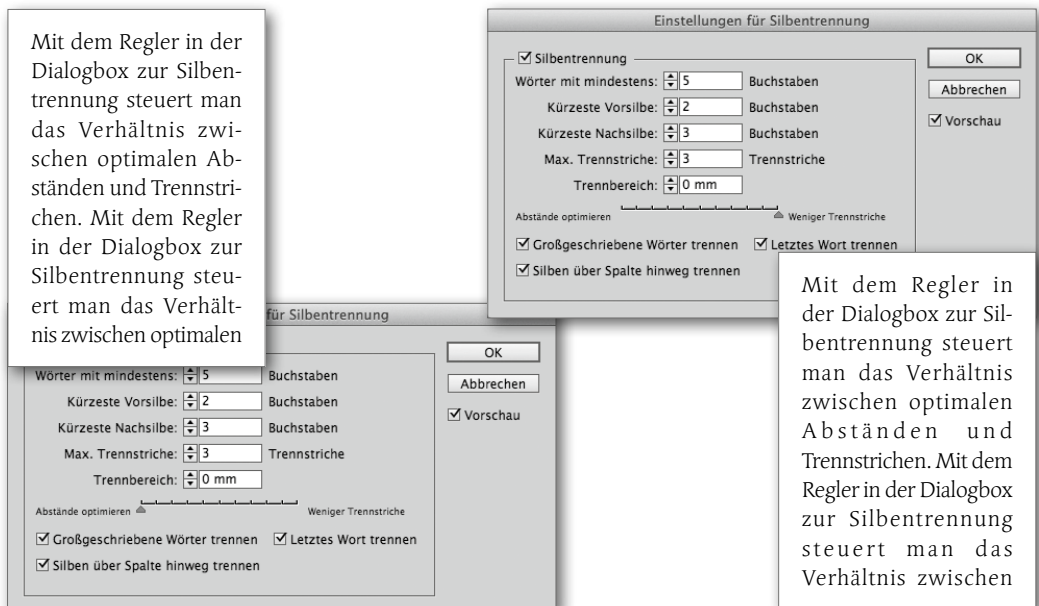 Mit dem Regler in der
Dialogbox zur Silben-
trennung steuert man
das Verhältnis zwi-
schen optimalen Ab-
ständen und Trennstri-
chen. Mit dem Regler
in der Dialogbox zur
Silbentrennung steu-
ert man das Verhält-
nis zwischen optimalen
Einstellungen für Silbentrennung
Silbentrennung
Wörter mit mindestens: 5 Buchstaben
Kürzeste Vorsilbe: 2 Buchstaben
Kürzeste Nachsilbe: 3 Buchstaben
Max. Trennstriche: 3 Trennstriche
Trennbereich: 0 mm
Abstände optimieren Weniger Trennstriche
Großgeschriebene Wörter trennen Letztes Wort trennen
Silben über Spalte hinweg trennen
OK
Abbrechen
Vorschau
für Silbentrennung
Wörter mit mindestens: 5 Buchstaben
Kürzeste Vorsilbe: 2 Buchstaben
Kürzeste Nachsilbe: 3 Buchstaben
Max. Trennstriche: 3 Trennstriche
Trennbereich: 0 mm
Abstände optimieren Weniger Trennstriche
Großgeschriebene Wörter trennen Letztes Wort trennen
Silben über Spalte hinweg trennen
OK
Abbrechen
Vorschau
Mit dem Regler in
der Dialogbox zur Sil-
bentrennung steuert
man das Verhältnis
zwischen optimalen
Abständen und
Trennstrichen. Mit dem
Regler in der Dialogbox
zur Silbentrennung
steuert man das
Verhältnis zwischen